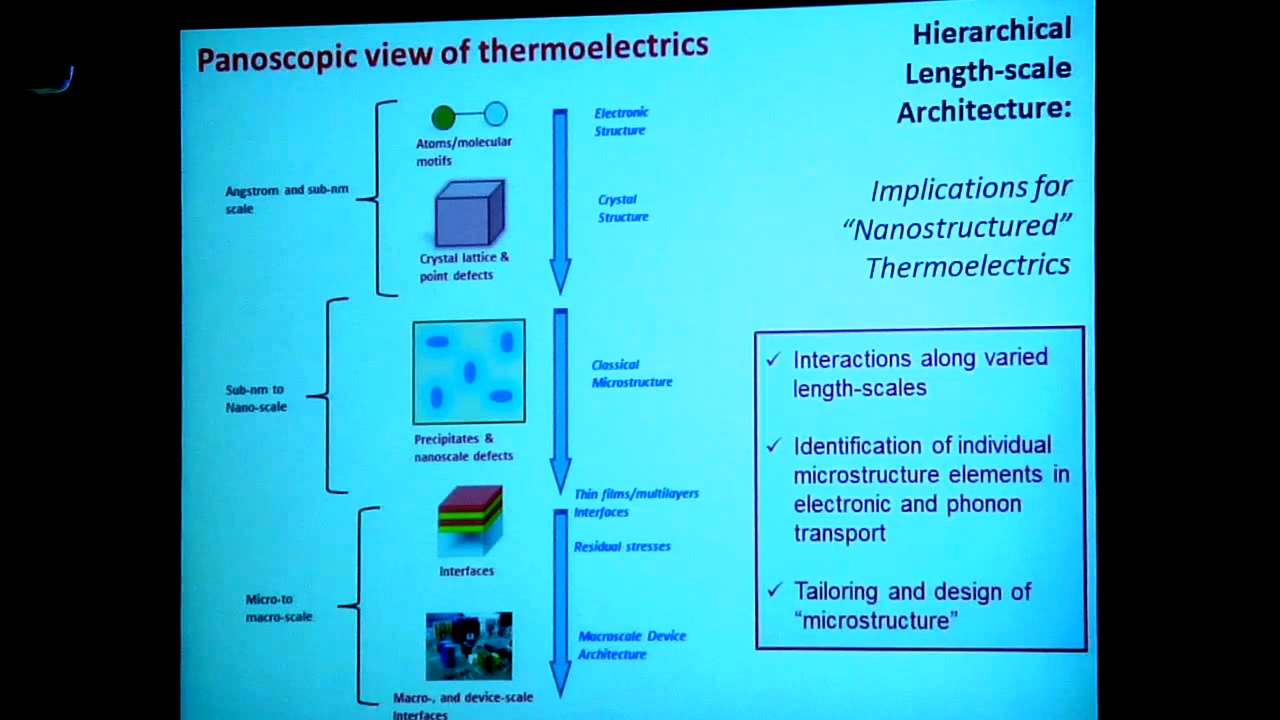 Panoscopic view of thermoelectrics
Hierarchical
Length-scale
Architecture:
Implications for
“Nanostructured”
Thermoelectrics
Angstrom and sub-nm
scale
Atoms/molecular
motifs
Crystal lattice &
point defects
Electronic
Structure
Crystal
Structure
Sub-nm to
Nano-scale
Precipitates &
nanoscale defects
Classical
Microstructure
Micro-to
macro-scale
Interfaces
Macro-, and device-scale
Interfaces
Thin films/multilayers
Interfaces
Residual stresses
Macroscale Device
Architecture
✓ Interactions along varied
length-scales
✓ Identification of individual
microstructure elements in
electronic and phonon
transport
✓ Tailoring and design of
“microstructure”